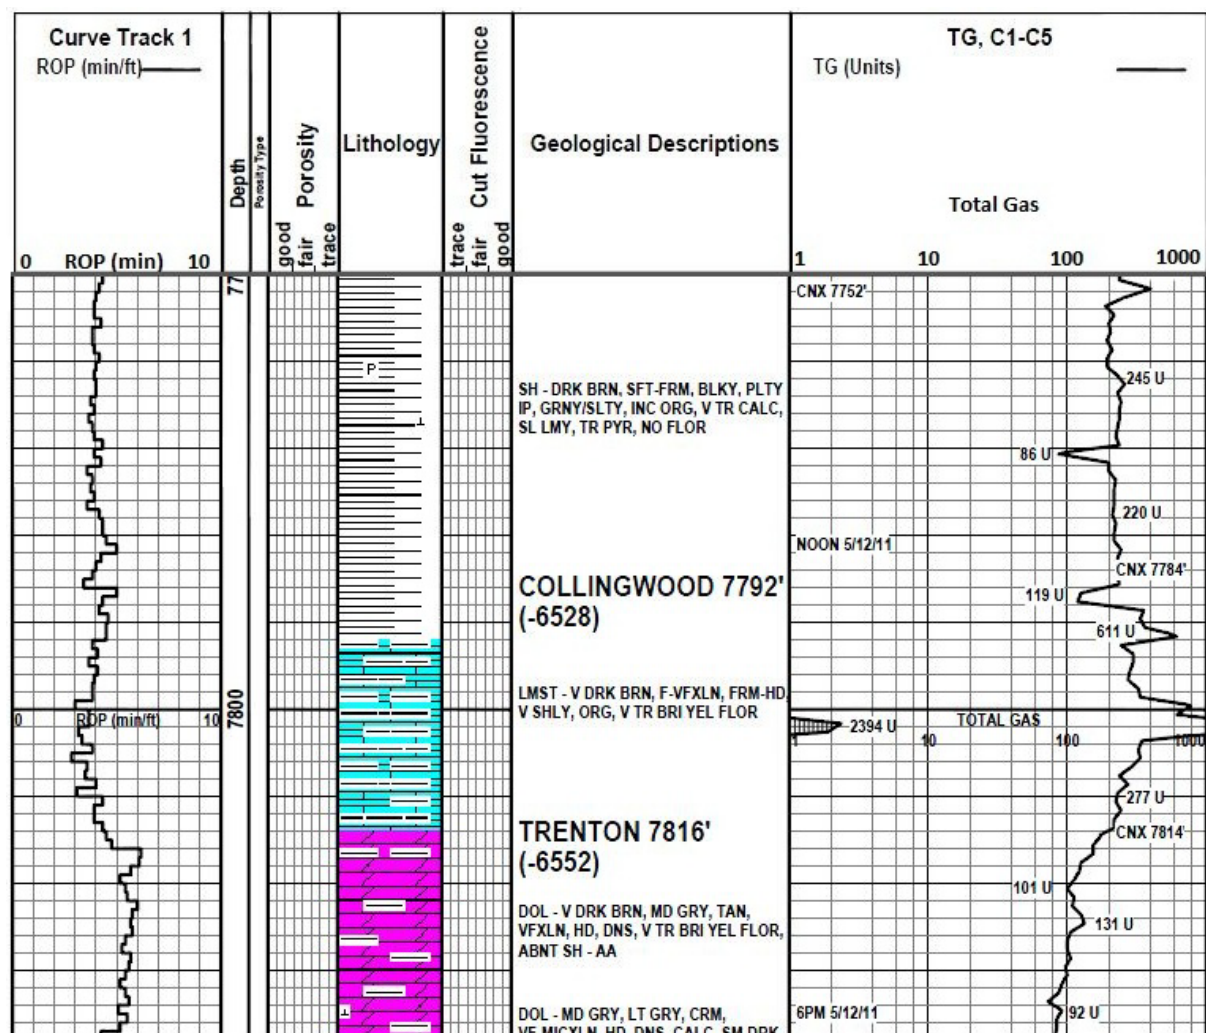 Curve Track 1
ROP (min/ft)
Depth
Porosity Type
Porosity
good
fair
trace
Lithology
Cut Fluorescence
trace
fair
good
Geological Descriptions
TG, C1-C5
TG (Units)
Total Gas
0 ROP (min) 10
1 10 100 1000
77
CNX 7752'
P
245 U
SH - DRK BRN, SFT-FRM, BLKY, PLTY
IP, GRNY/SLTY, INC ORG, V TR CALC,
SL LMY, TR PYR, NO FLOR
86 U
220 U
NOON 5/12/11
CNX 7784'
COLLINGWOOD 7792'
(-6528)
119 U
611 U
LMST - V DRK BRN, F-VFXLN, FRM-HD,
V SHLY, ORG, V TR BRI YEL FLOR
7800
0 ROP (min/ft) 10
TOTAL GAS
2394 U
1 10 100 1000
277 U
TRENTON 7816'
(-6552)
CNX 7814'
101 U
DOL - V DRK BRN, MD GRY, TAN,
VFXLN, HD, DNS, V TR BRI YEL FLOR,
ABNT SH - AA
131 U
DOL - MD GRY, LT GRY, CRM,
VF-MICXLN, HD, DNS, CALC, SM DRK
6PM 5/12/11
92 U